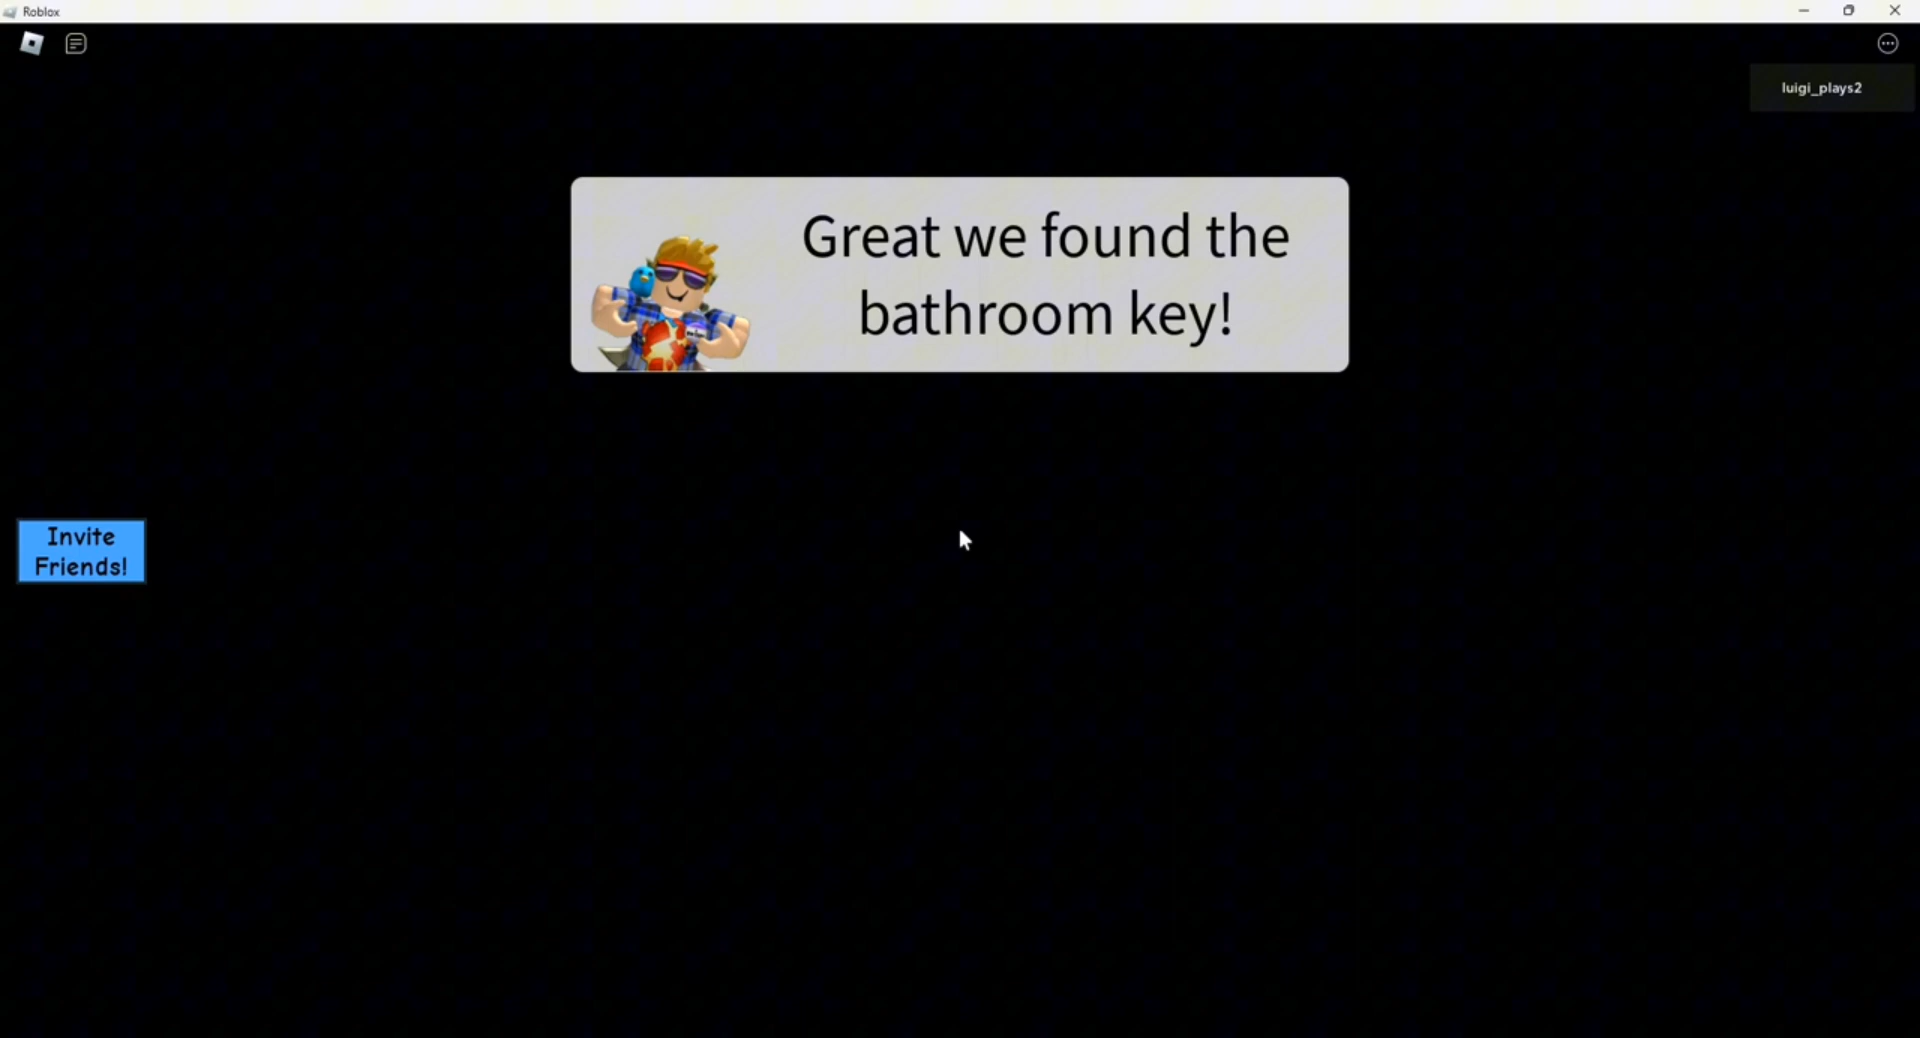 Roblox
luigi_plays2
Great we found the
bathroom key!
Invite
Friends!